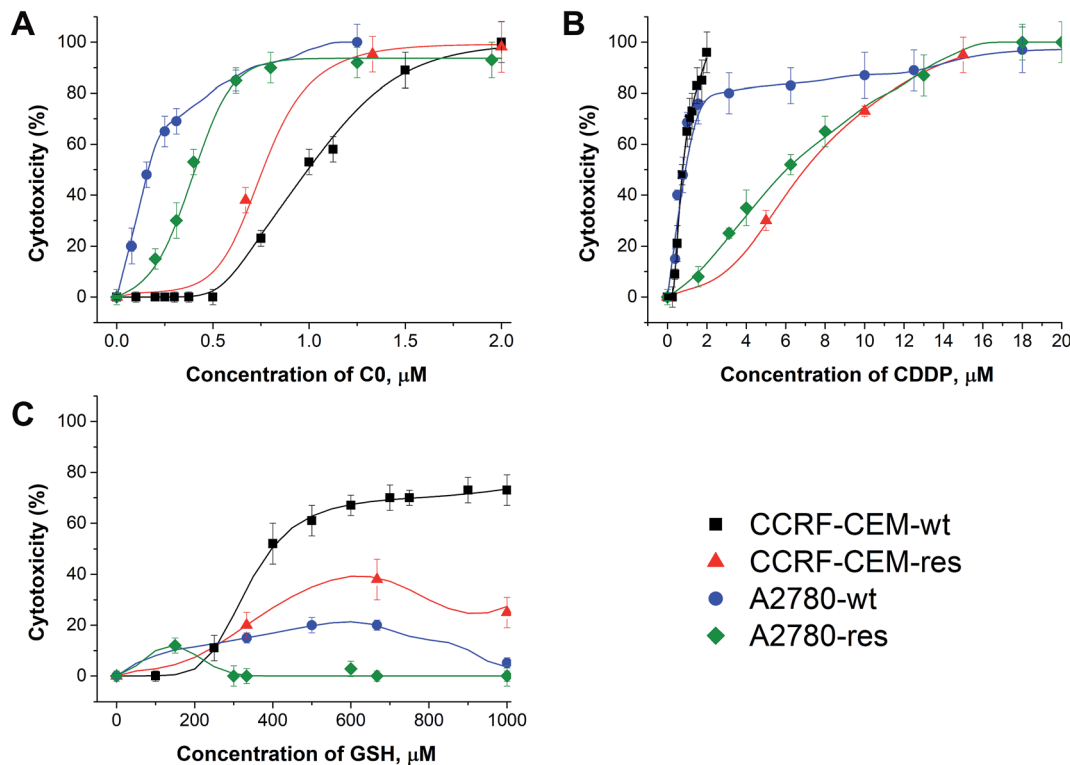 A
100
80
60
40
20
0
Cytotoxicity (%)
0.0 0.5 1.0 1.5 2.0
Concentration of C0, μM
B
100
80
60
40
20
0
Cytotoxicity (%)
0 2 4 6 8 10 12 14 16 18 20
Concentration of CDDP, μM
C
100
80
60
40
20
0
Cytotoxicity (%)
0 200 400 600 800 1000
Concentration of GSH, μM
CCRF-CEM-wt
CCRF-CEM-res
A2780-wt
A2780-res